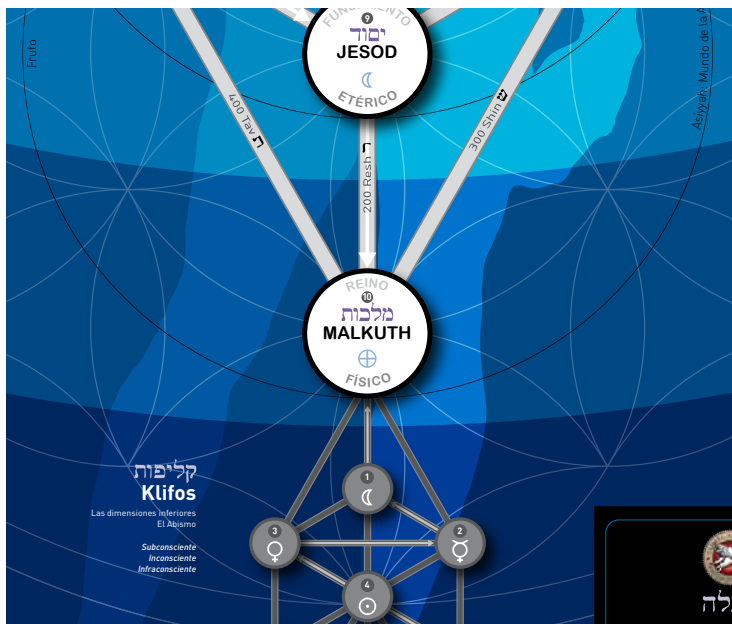 FUNDAMENTO
9
יסוד
JESOD
ETÉRICO
Fruto
400 Tav ת
200 Resh ר
300 Shin ש
REINO
10
מלכות
MALKUTH
FÍSICO
קליפות
Klifos
Las dimensiones inferiores
El Abismo
Subconsciente
Inconsciente
Infraconsciente
1
3
2
4
Asiyyah: Mundo de la